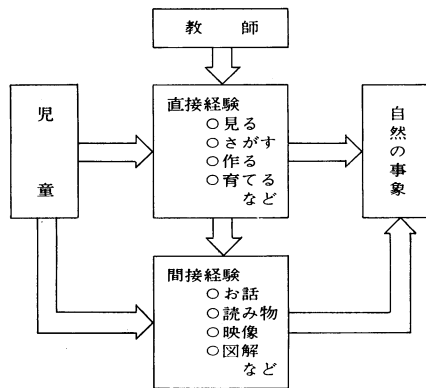 教師
児童
直接経験
○見る
○さがす
○作る
○育てる
など
自然の事象
間接経験
○お話
○読み物
○映像
○図解
など